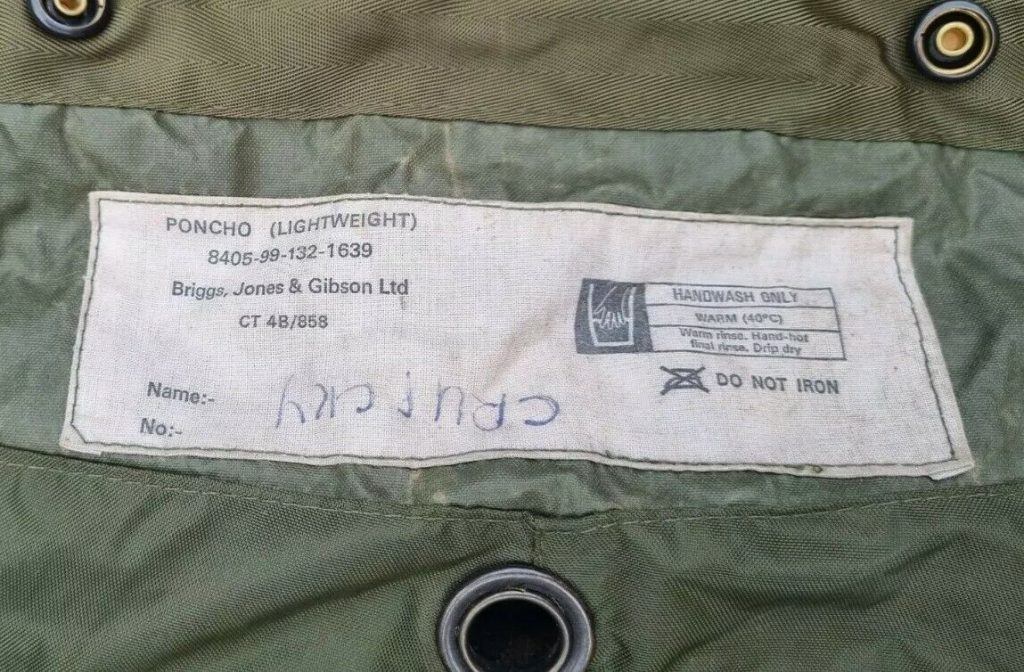 PONCHO (LIGHTWEIGHT)
8405-99-132-1639
Briggs, Jones & Gibson Ltd
CT 4B/858
Name:-
No:-
HANDWASH ONLY
WARM (40°C)
Warm rinse. Hand-hot
final rinse. Drip dry
DO NOT IRON